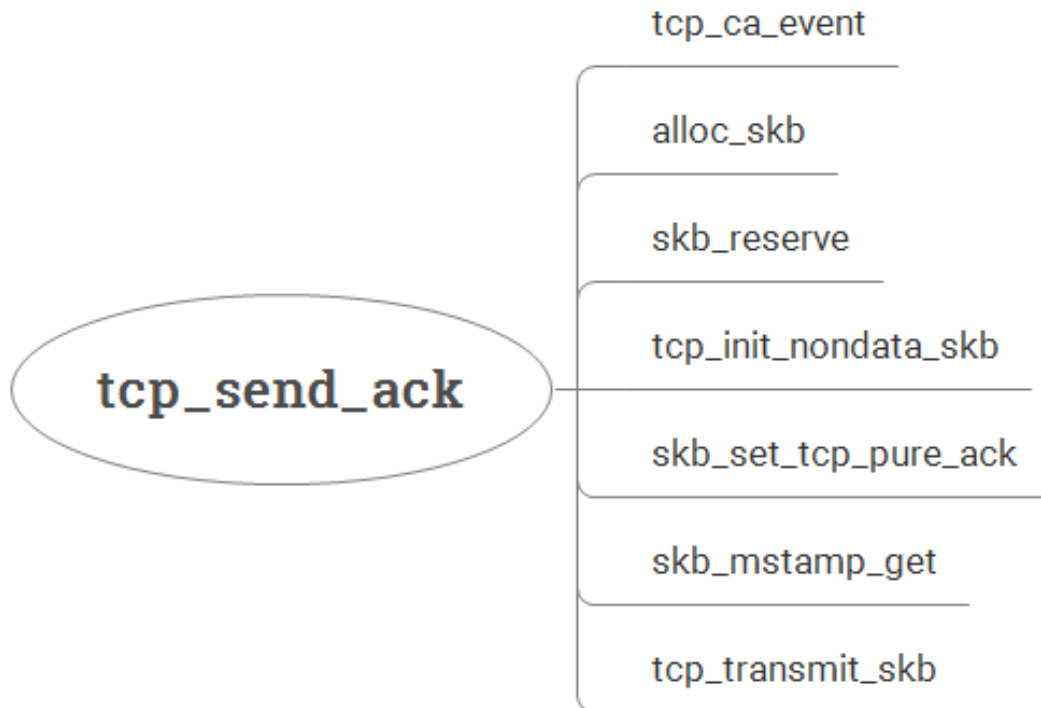 tcp_ca_event
alloc_skb
skb_reserve
tcp_init_nondata_skb
tcp_send_ack
skb_set_tcp_pure_ack
skb_mstamp_get
tcp_transmit_skb